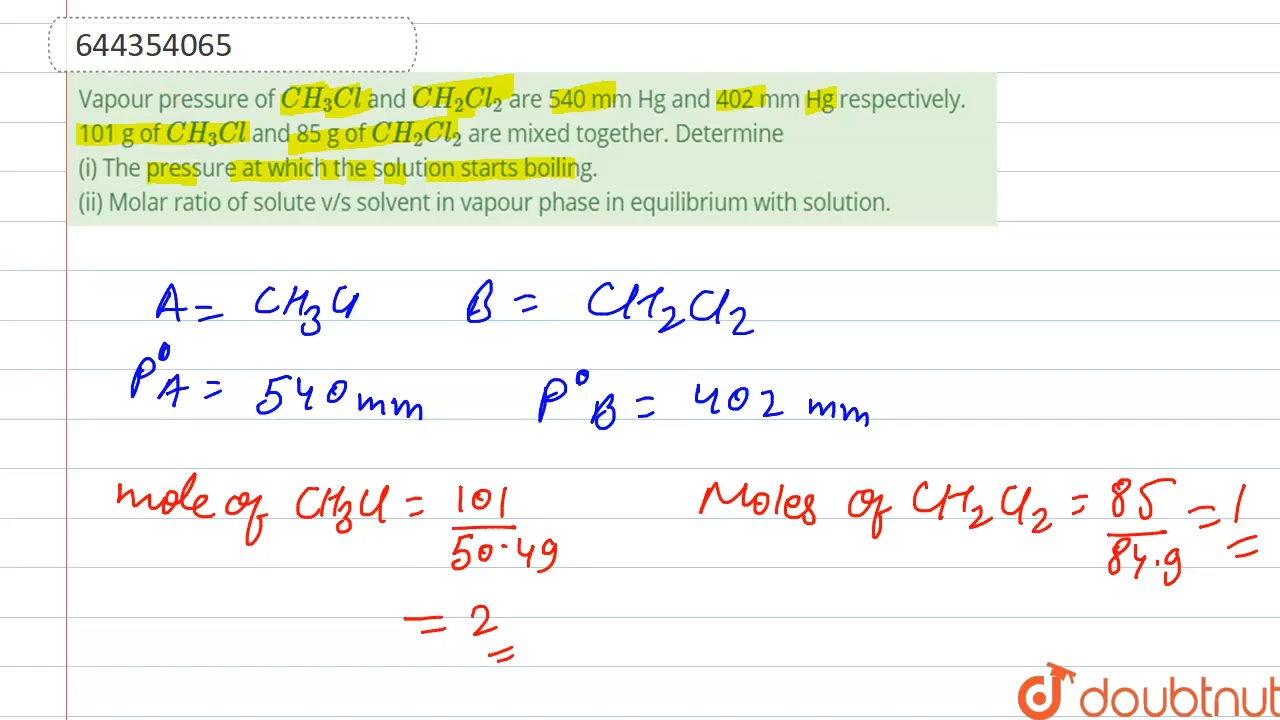 644354065
Vapour pressure of CH₃Cl and CH₂Cl₂ are 540 mm Hg and 402 mm Hg respectively.
101 g of CH₃Cl and 85 g of CH₂Cl₂ are mixed together. Determine
(i) The pressure at which the solution starts boiling.
(ii) Molar ratio of solute v/s solvent in vapour phase in equilibrium with solution.
A = CH₃Cl B = CH₂Cl₂
P°A = 540 mm P°B = 402 mm
mole of CH₃Cl = 101/50.49 Moles of CH₂Cl₂ = 85/84.9 = 1
= 2
doubtnut